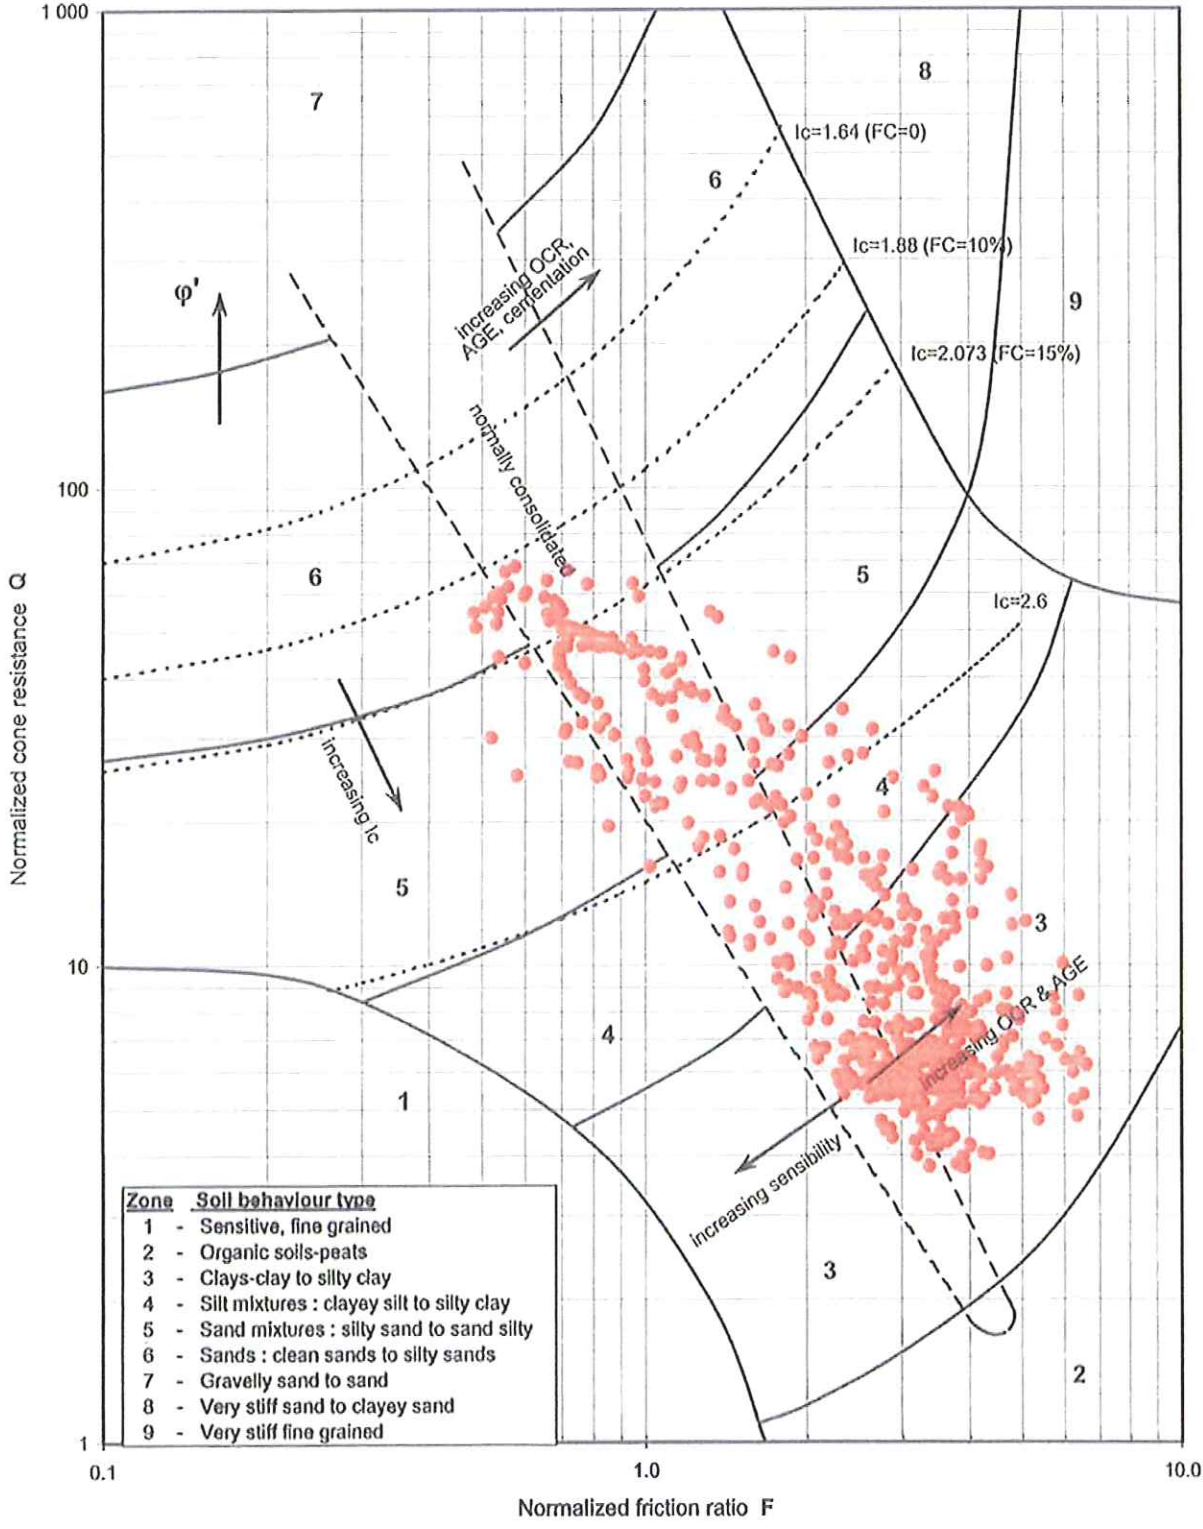 1 000
7
8
Ic=1.64 (FC=0)
6
Ic=1.88 (FC=10%)
increasing OCR,
AGE, cementation
φ'
9
Ic=2.073 (FC=15%)
normally consolidated
100
6
5
Ic=2.6
Normalized cone resistance Q
increasing Ic
4
5
3
10
increasing OCR & AGE
4
1
increasing sensibility
3
2
Zone Soil behaviour type
1 - Sensitive, fine grained
2 - Organic soils-peats
3 - Clays-clay to silty clay
4 - Silt mixtures : clayey silt to silty clay
5 - Sand mixtures : silty sand to sand silty
6 - Sands : clean sands to silty sands
7 - Gravelly sand to sand
8 - Very stiff sand to clayey sand
9 - Very stiff fine grained
1
0.1
1.0
10.0
Normalized friction ratio F